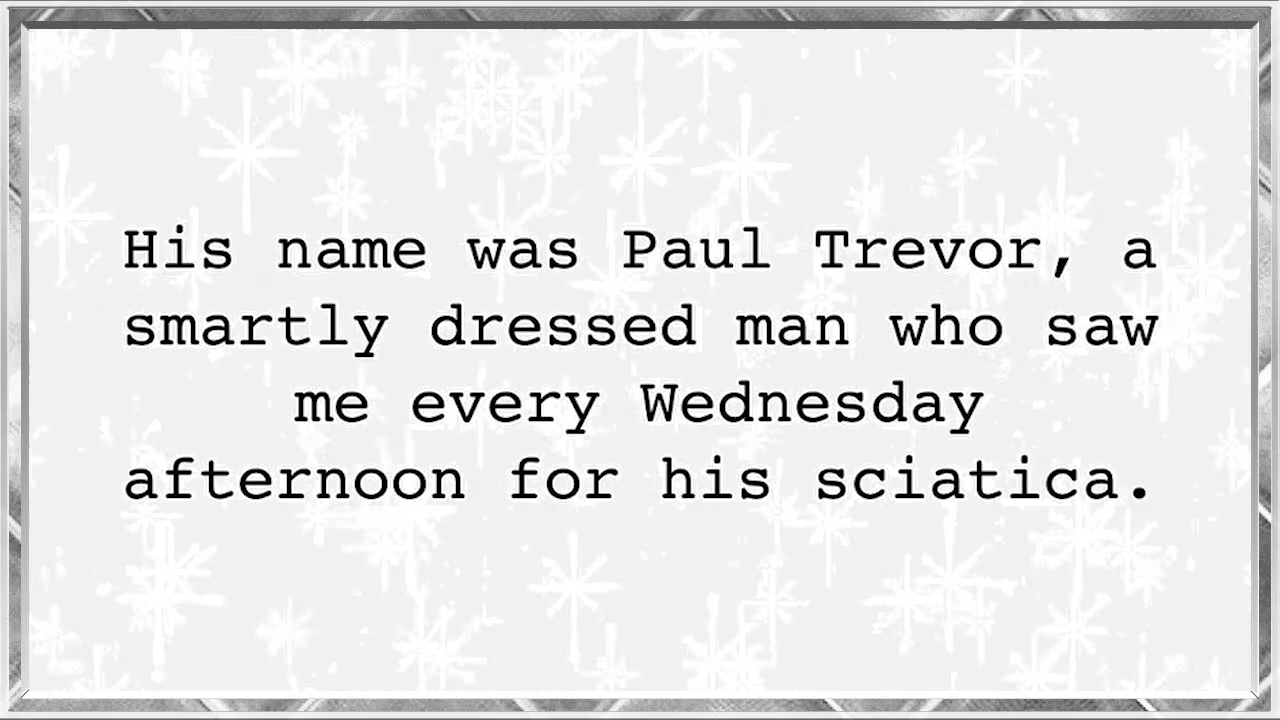 His name was Paul Trevor, a
smartly dressed man who saw
me every Wednesday
afternoon for his sciatica.